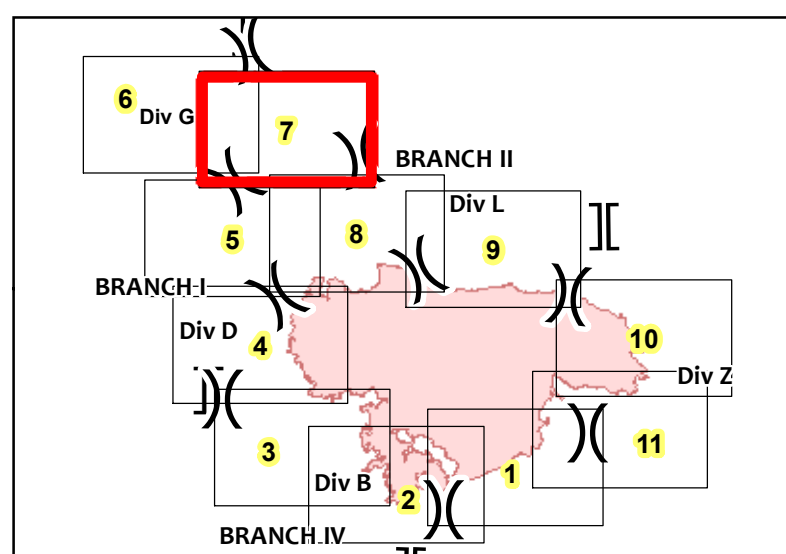 6
Div G
7
BRANCH II
Div L
5
8
9
BRANCH I
Div D
4
10
Div Z
3
11
1
Div B
2
BRANCH IV